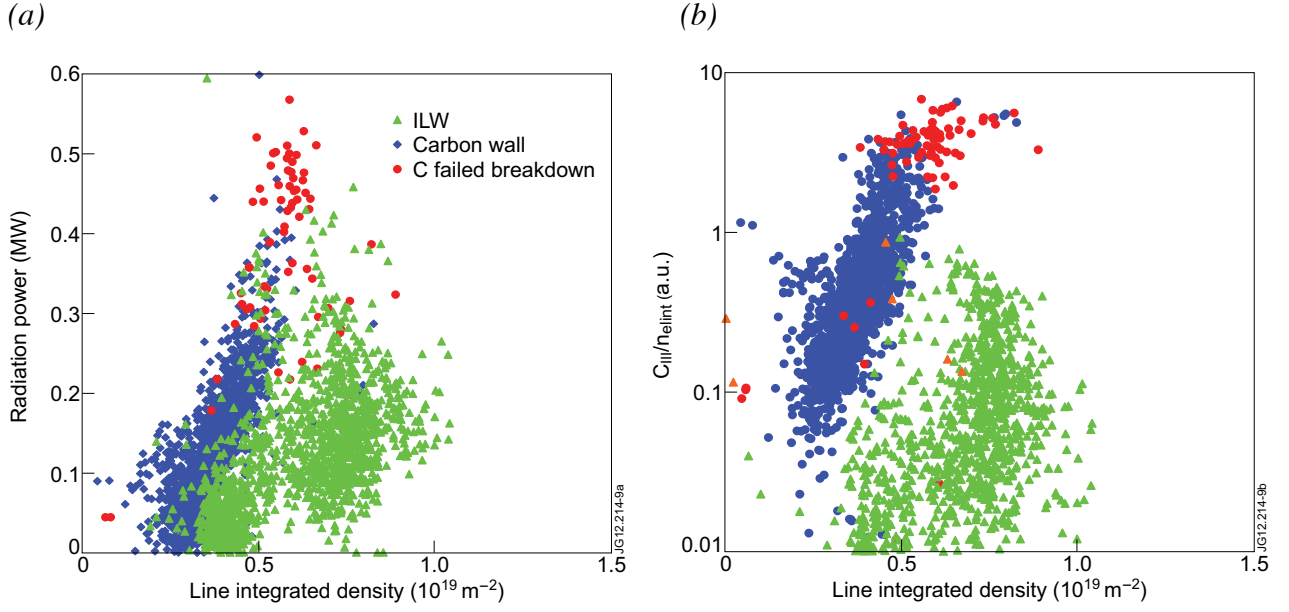 (a)
Radiation power (MW)
0.6
0.5
0.4
0.3
0.2
0.1
0
0
0.5
1.0
1.5
Line integrated density (10¹⁹ m⁻²)
ILW
Carbon wall
C failed breakdown
JG12.214-9a
(b)
C_III/n_elint (a.u.)
10
1
0.1
0.01
0
0.5
1.0
1.5
Line integrated density (10¹⁹ m⁻²)
JG12.214-9b